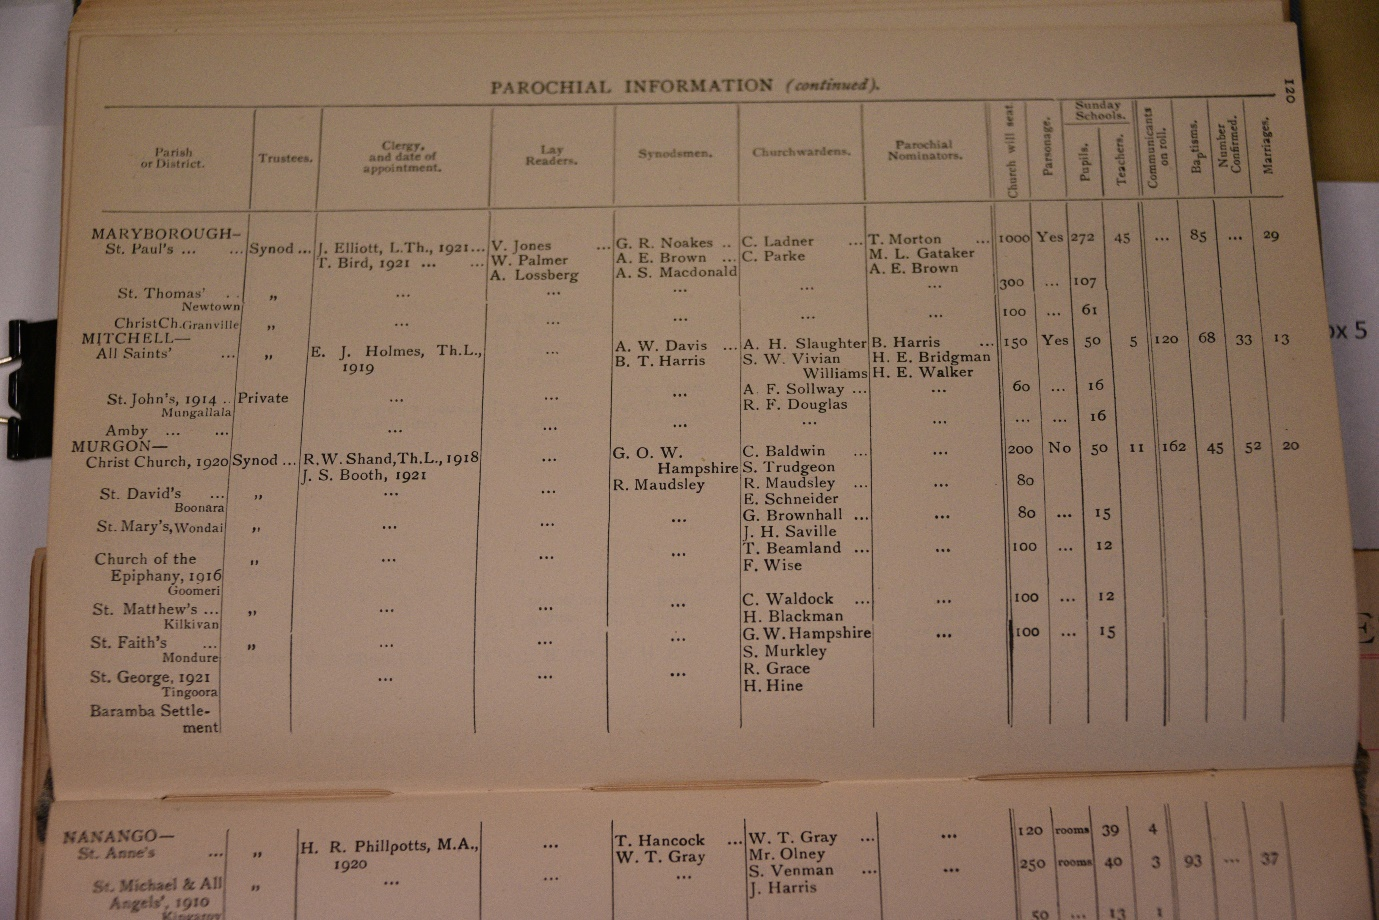 PAROCHIAL INFORMATION (continued).
120
Parish or District. Trustees. Clergy, and date of appointment. Lay Readers. Synodsmen. Churchwardens. Parochial Nominators. Church will seat Parsonage. Sunday Schools. Pupils. Teachers. Communicants on roll. Baptisms. Number Confirmed. Marriages.
MARYBOROUGH—
St. Paul's ... ... Synod ... J. Elliott, L.Th., 1921... V. Jones ... G. R. Noakes .. C. Ladner ... T. Morton ... 1000 Yes 272 45 ... 85 ... 29
T. Bird, 1921 ... ... W. Palmer A. E. Brown ... C. Parke M. L. Gataker
A. Lossberg A. S. Macdonald A. E. Brown
St. Thomas' . . „ ... ... ... ... ... 300 ... 107
Newtown
Christ Ch. Granville „ ... ... ... ... ... 100 ... 61
MITCHELL—
All Saints' ... „ E. J. Holmes, Th.L., ... A. W. Davis ... A. H. Slaughter B. Harris ... 150 Yes 50 5 120 68 33 13
1919 B. T. Harris S. W. Vivian H. E. Bridgman
Williams H. E. Walker
St. John's, 1914 .. Private ... ... ... A. F. Sollway ... ... 60 ... 16
Mungallala R. F. Douglas
Amby ... ... ... ... ... ... ... ... ... 16
MURGON—
Christ Church, 1920 Synod ... R.W. Shand, Th.L., 1918 ... G. O. W. C. Baldwin ... ... 200 No 50 11 162 45 52 20
J. S. Booth, 1921 Hampshire S. Trudgeon
St. David's ... „ ... ... R. Maudsley R. Maudsley ... ... 80
Boonara E. Schneider
St. Mary's, Wondai „ ... ... ... G. Brownhall ... ... 80 ... 15
J. H. Saville
Church of the „ ... ... ... T. Beamland ... ... 100 ... 12
Epiphany, 1916 F. Wise
Goomeri
St. Matthew's ... „ ... ... ... C. Waldock ... ... 100 ... 12
Kilkivan H. Blackman
St. Faith's ... „ ... ... ... G. W. Hampshire ... 100 ... 15
Mondure S. Murkley
St. George, 1921 ... ... ... R. Grace
Tingoora H. Hine
Baramba Settle-
ment
NANANGO—
St. Anne's ... „ H. R. Phillpotts, M.A., ... T. Hancock ... W. T. Gray ... ... 120 rooms 39 4
1920 W. T. Gray Mr. Olney
St. Michael & All „ ... ... ... S. Venman ... ... 250 rooms 40 3 93 ... 37
Angels', 1910 J. Harris
Kingaroy 50 ... 13 1
ox 5
E